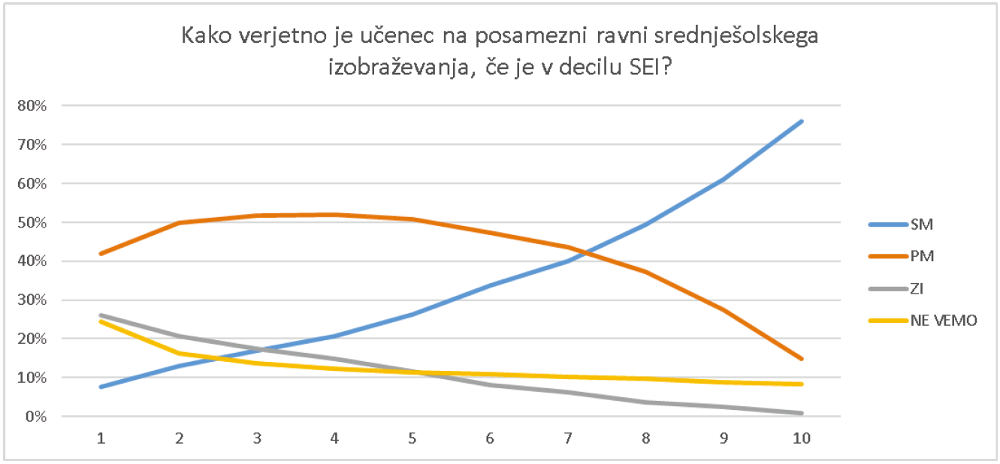 Kako verjetno je učenec na posamezni ravni srednješolskega
izobraževanja, če je v decilu SEI?
80%
70%
60%
50%
40%
30%
20%
10%
0%
1 2 3 4 5 6 7 8 9 10
SM
PM
ZI
NE VEMO